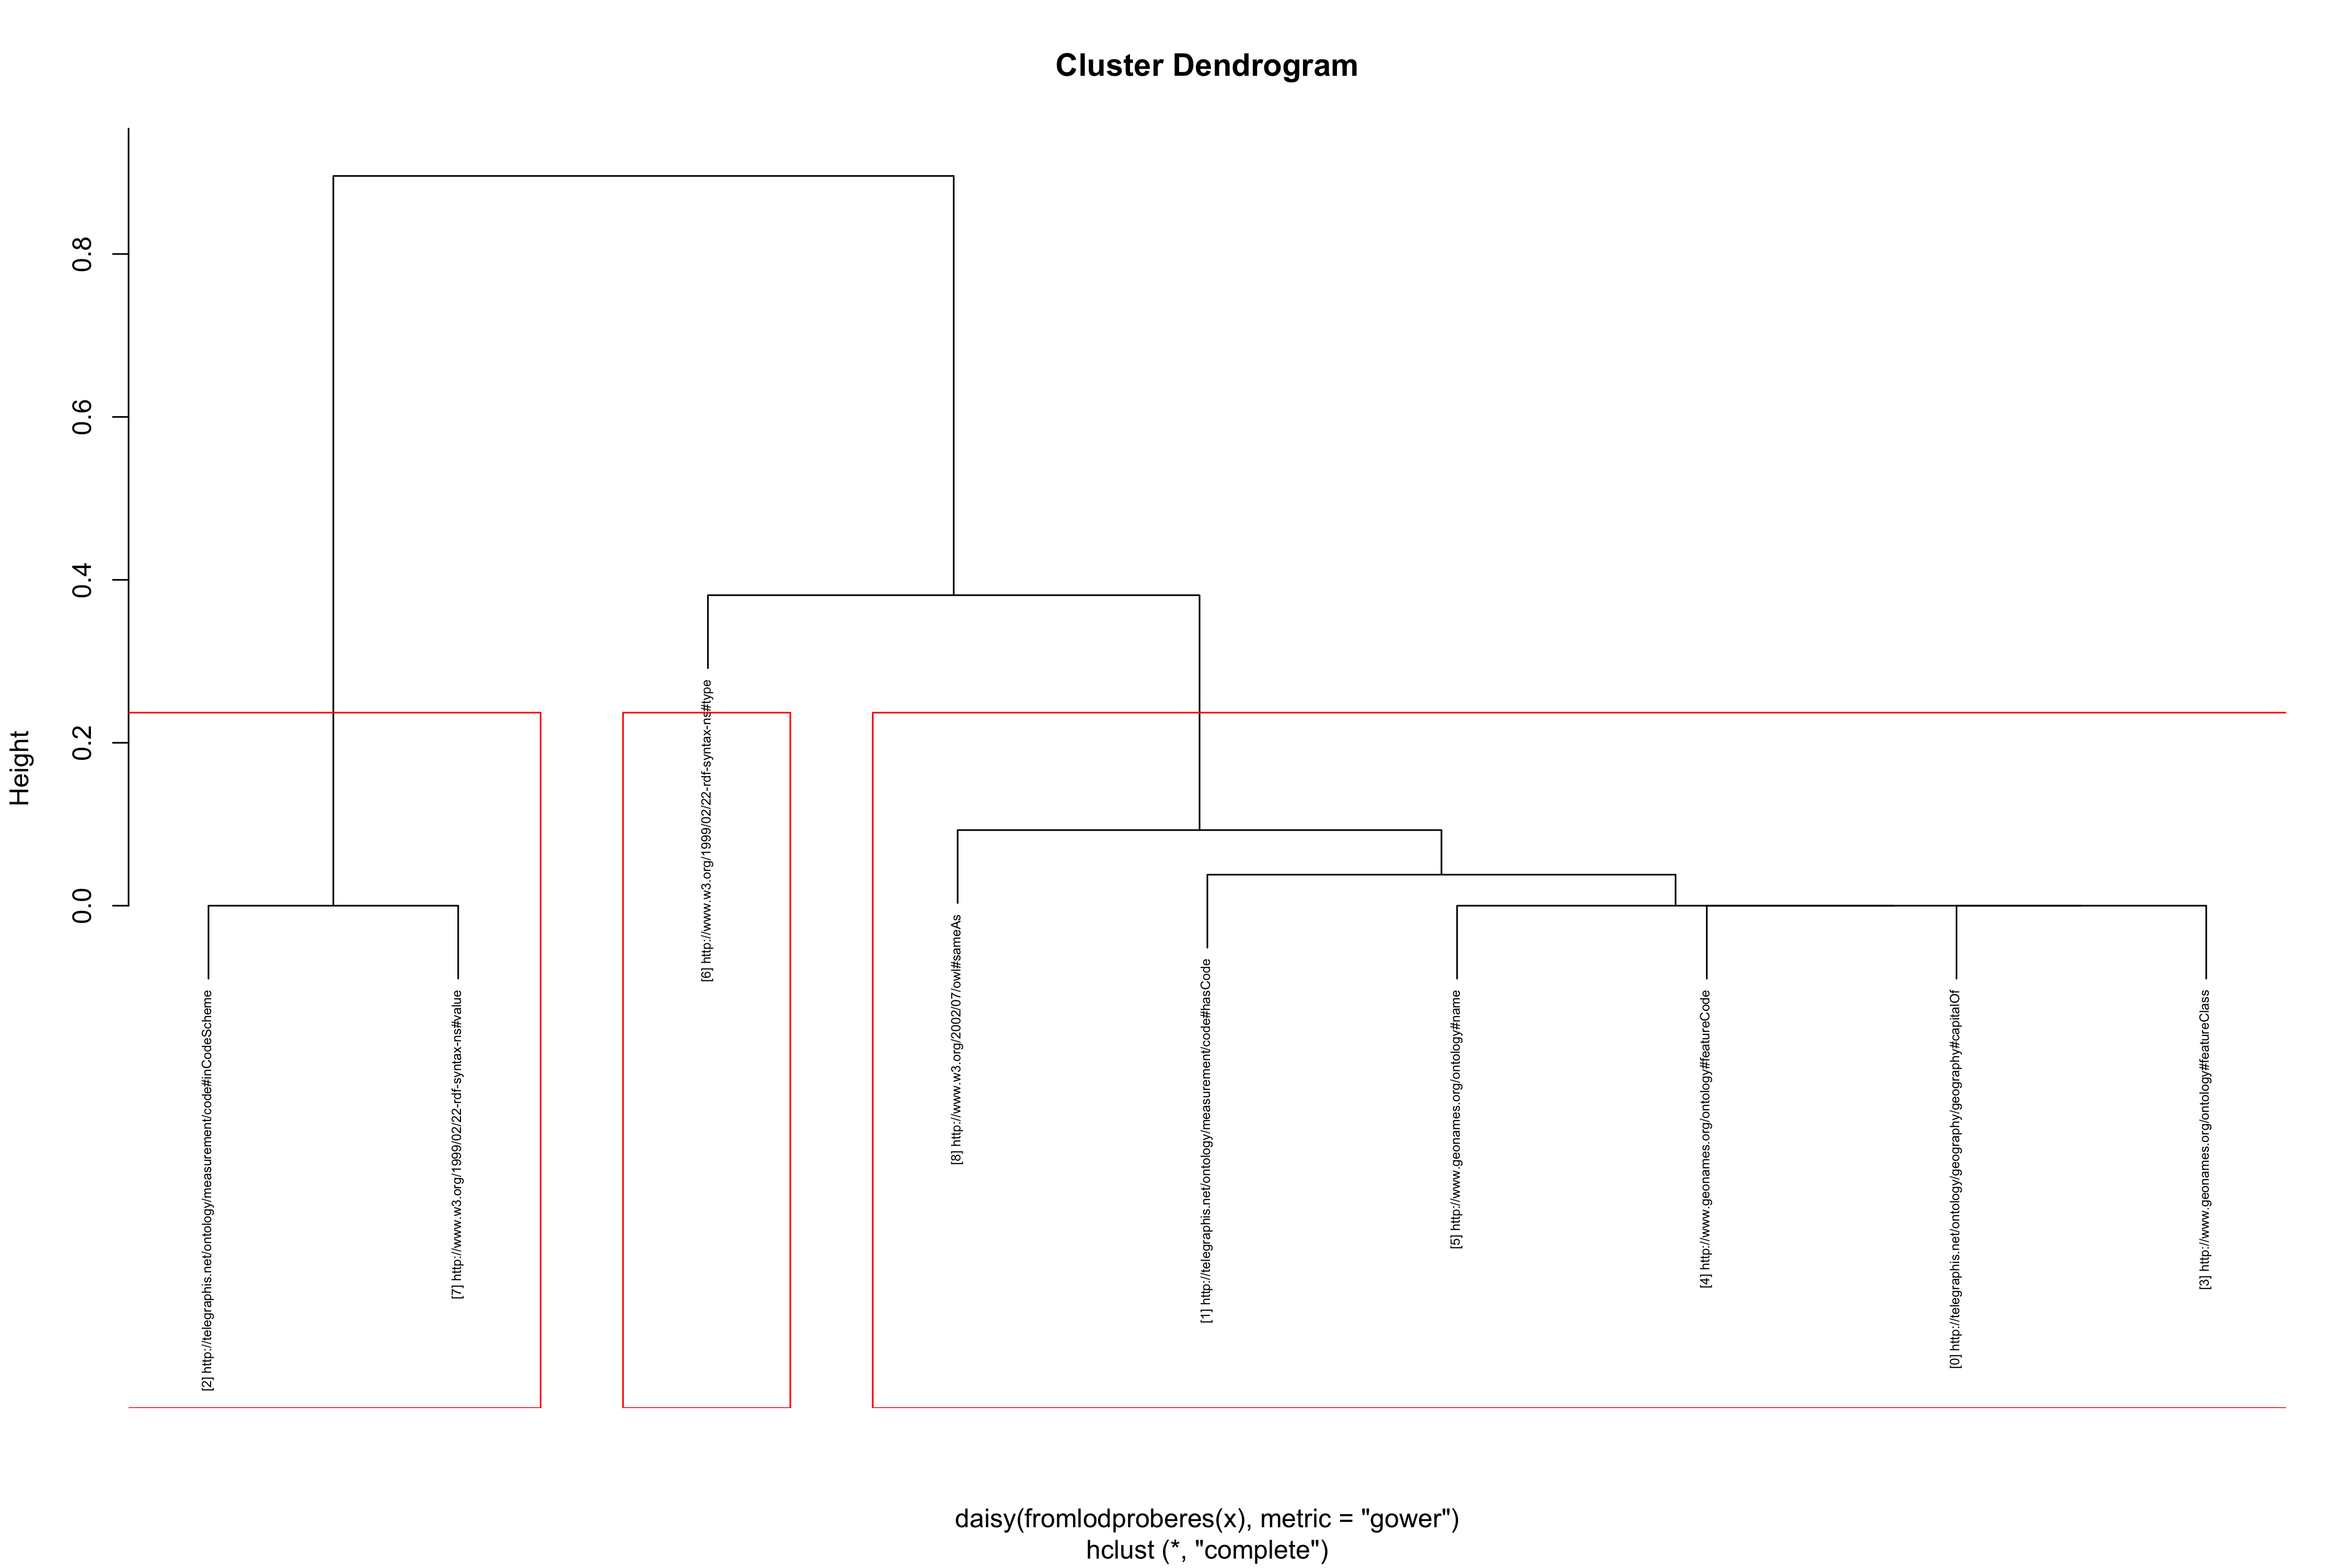 Cluster Dendrogram
Height
0.0
0.2
0.4
0.6
0.8
[2] http://telegraphis.net/ontology/measurement/code#inCodeScheme
[7] http://www.w3.org/1999/02/22-rdf-syntax-ns#value
[6] http://www.w3.org/1999/02/22-rdf-syntax-ns#type
[8] http://www.w3.org/2002/07/owl#sameAs
[1] http://telegraphis.net/ontology/measurement/code#hasCode
[5] http://www.geonames.org/ontology#name
[4] http://www.geonames.org/ontology#featureCode
[0] http://telegraphis.net/ontology/geography/geography#capitalOf
[3] http://www.geonames.org/ontology#featureClass
daisy(fromlodproberes(x), metric = "gower")
hclust (*, "complete")